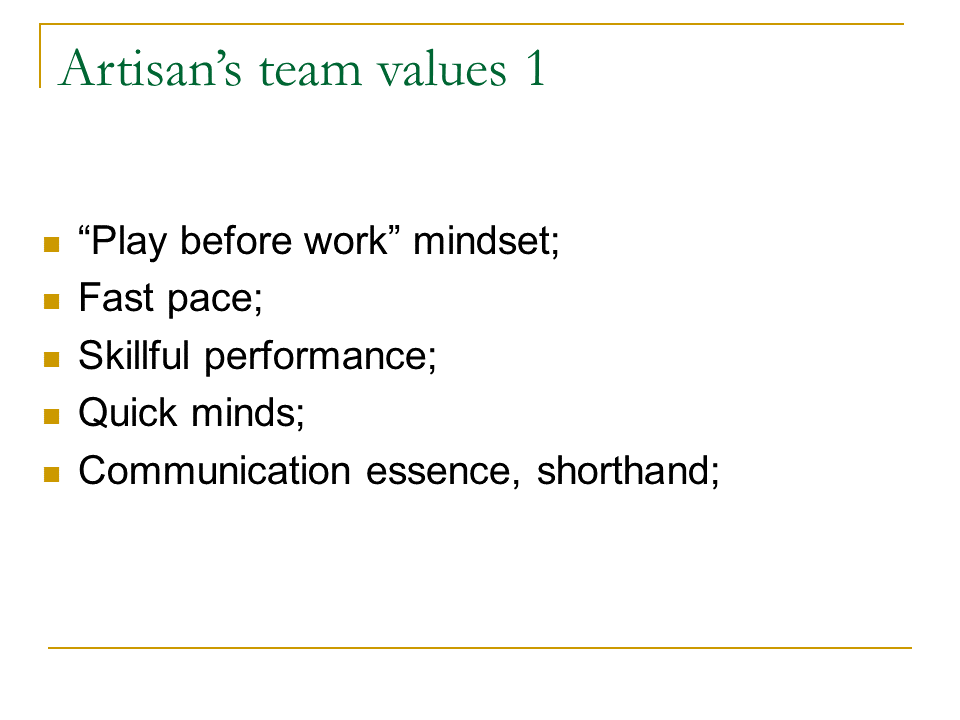 Artisan’s team values 1
“Play before work” mindset;
Fast pace;
Skillful performance;
Quick minds;
Communication essence, shorthand;